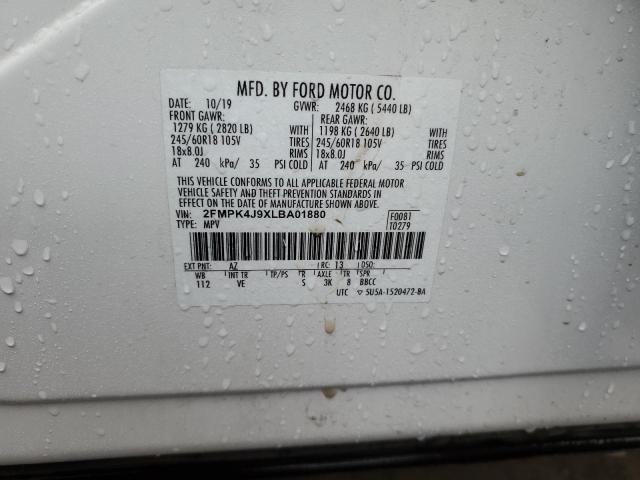 MFD. BY FORD MOTOR CO.
DATE: 10/19 GVWR: 2468 KG ( 5440 LB)
FRONT GAWR: REAR GAWR:
1279 KG ( 2820 LB) WITH 1198 KG ( 2640 LB) WITH
245/60R18 105V TIRES 245/60R18 105V TIRES
18x8.0J RIMS 18x8.0J RIMS
AT 240 kPa/ 35 PSI COLD AT 240 kPa/ 35 PSI COLD
THIS VEHICLE CONFORMS TO ALL APPLICABLE FEDERAL MOTOR
VEHICLE SAFETY AND THEFT PREVENTION STANDARDS IN
EFFECT ON THE DATE OF MANUFACTURE SHOWN ABOVE.
VIN: 2FMPK4J9XLBA01880 F0081
TYPE: MPV T0279
EXT PNT: AZ RC: 13 DSO:
WB INT TR TP/PS R AXLE TR SPR
112 VE S 3K 8 BBCC
UTC ▽ 5U5A-1520472-BA